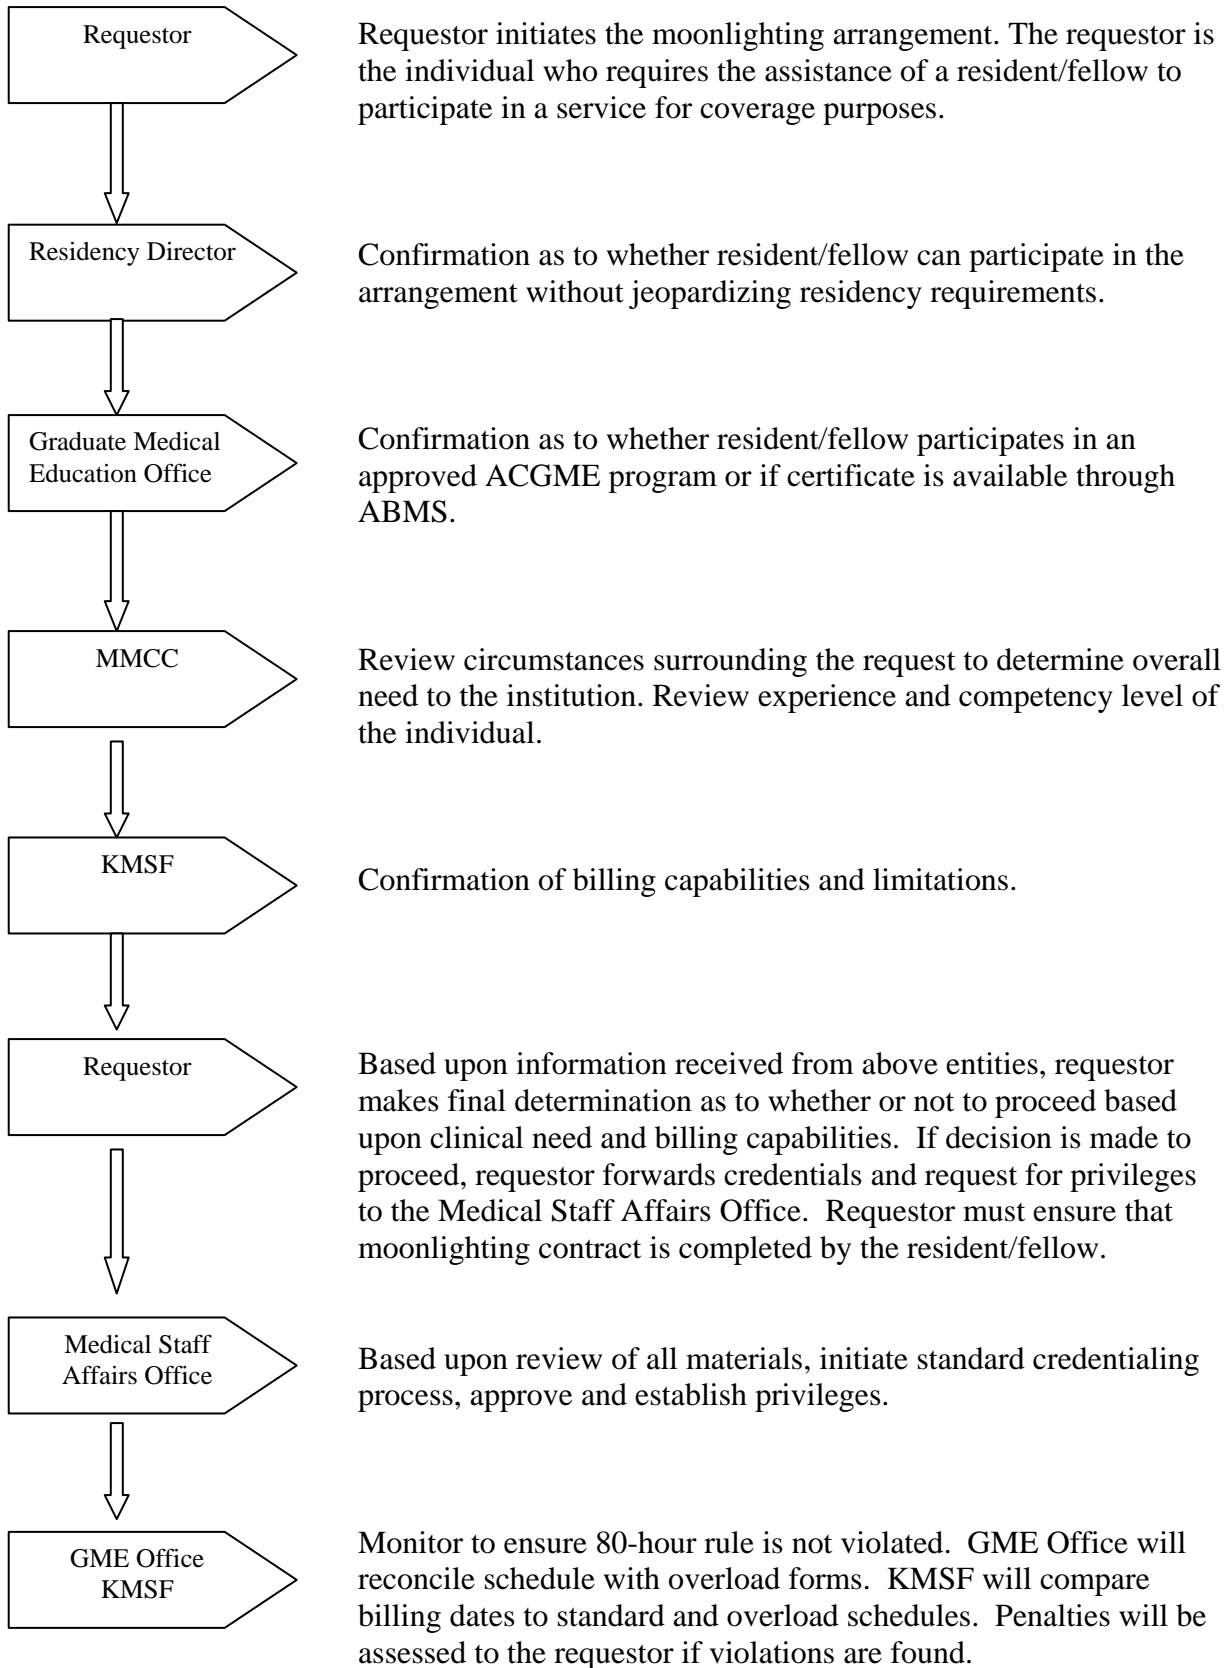 Requestor
Requestor initiates the moonlighting arrangement. The requestor is
the individual who requires the assistance of a resident/fellow to
participate in a service for coverage purposes.
Residency Director
Confirmation as to whether resident/fellow can participate in the
arrangement without jeopardizing residency requirements.
Graduate Medical
Education Office
Confirmation as to whether resident/fellow participates in an
approved ACGME program or if certificate is available through
ABMS.
MMCC
Review circumstances surrounding the request to determine overall
need to the institution. Review experience and competency level of
the individual.
KMSF
Confirmation of billing capabilities and limitations.
Requestor
Based upon information received from above entities, requestor
makes final determination as to whether or not to proceed based
upon clinical need and billing capabilities.  If decision is made to
proceed, requestor forwards credentials and request for privileges
to the Medical Staff Affairs Office.  Requestor must ensure that
moonlighting contract is completed by the resident/fellow.
Medical Staff
Affairs Office
Based upon review of all materials, initiate standard credentialing
process, approve and establish privileges.
GME Office
KMSF
Monitor to ensure 80-hour rule is not violated.  GME Office will
reconcile schedule with overload forms.  KMSF will compare
billing dates to standard and overload schedules.  Penalties will be
assessed to the requestor if violations are found.